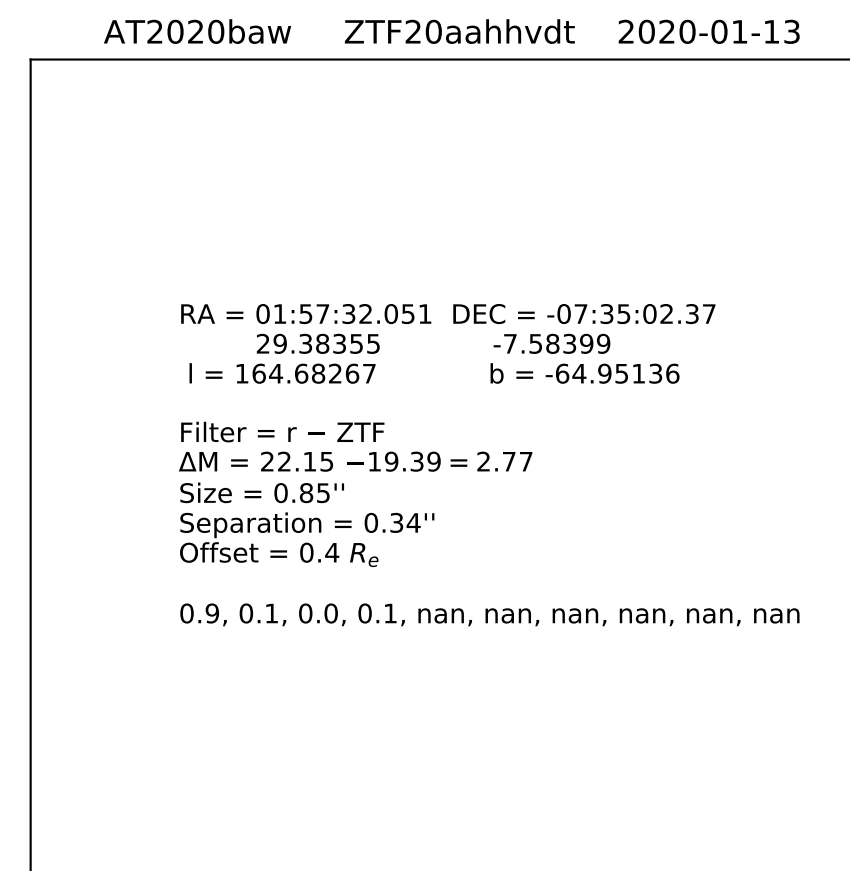 AT2020baw ZTF20aahhvdt 2020-01-13
RA = 01:57:32.051 DEC = -07:35:02.37
29.38355 -7.58399
l = 164.68267 b = -64.95136
Filter = r − ZTF
ΔM = 22.15 −19.39 = 2.77
Size = 0.85''
Separation = 0.34''
Offset = 0.4 Re
0.9, 0.1, 0.0, 0.1, nan, nan, nan, nan, nan, nan